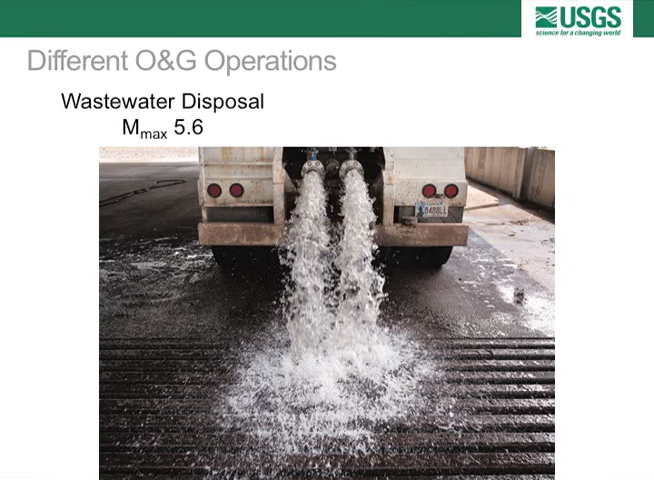 USGS
science for a changing world
Different O&G Operations
Wastewater Disposal
Mmax 5.6